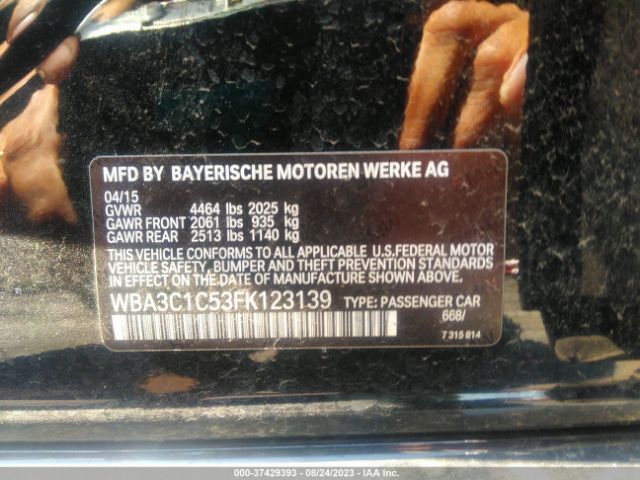 MFD BY BAYERISCHE MOTOREN WERKE AG
04/15
GVWR 4464 lbs 2025 kg
GAWR FRONT 2061 lbs 935 kg
GAWR REAR 2513 lbs 1140 kg
THIS VEHICLE CONFORMS TO ALL APPLICABLE U.S.FEDERAL MOTOR
VEHICLE SAFETY, BUMPER AND THEFT PREVENTION STANDARDS
IN EFFECT ON THE DATE OF MANUFACTURE SHOWN ABOVE.
WBA3C1C53FK123139 TYPE: PASSENGER CAR
668/
7 315 814
000-37429393 - 08/24/2023 - IAAI.com